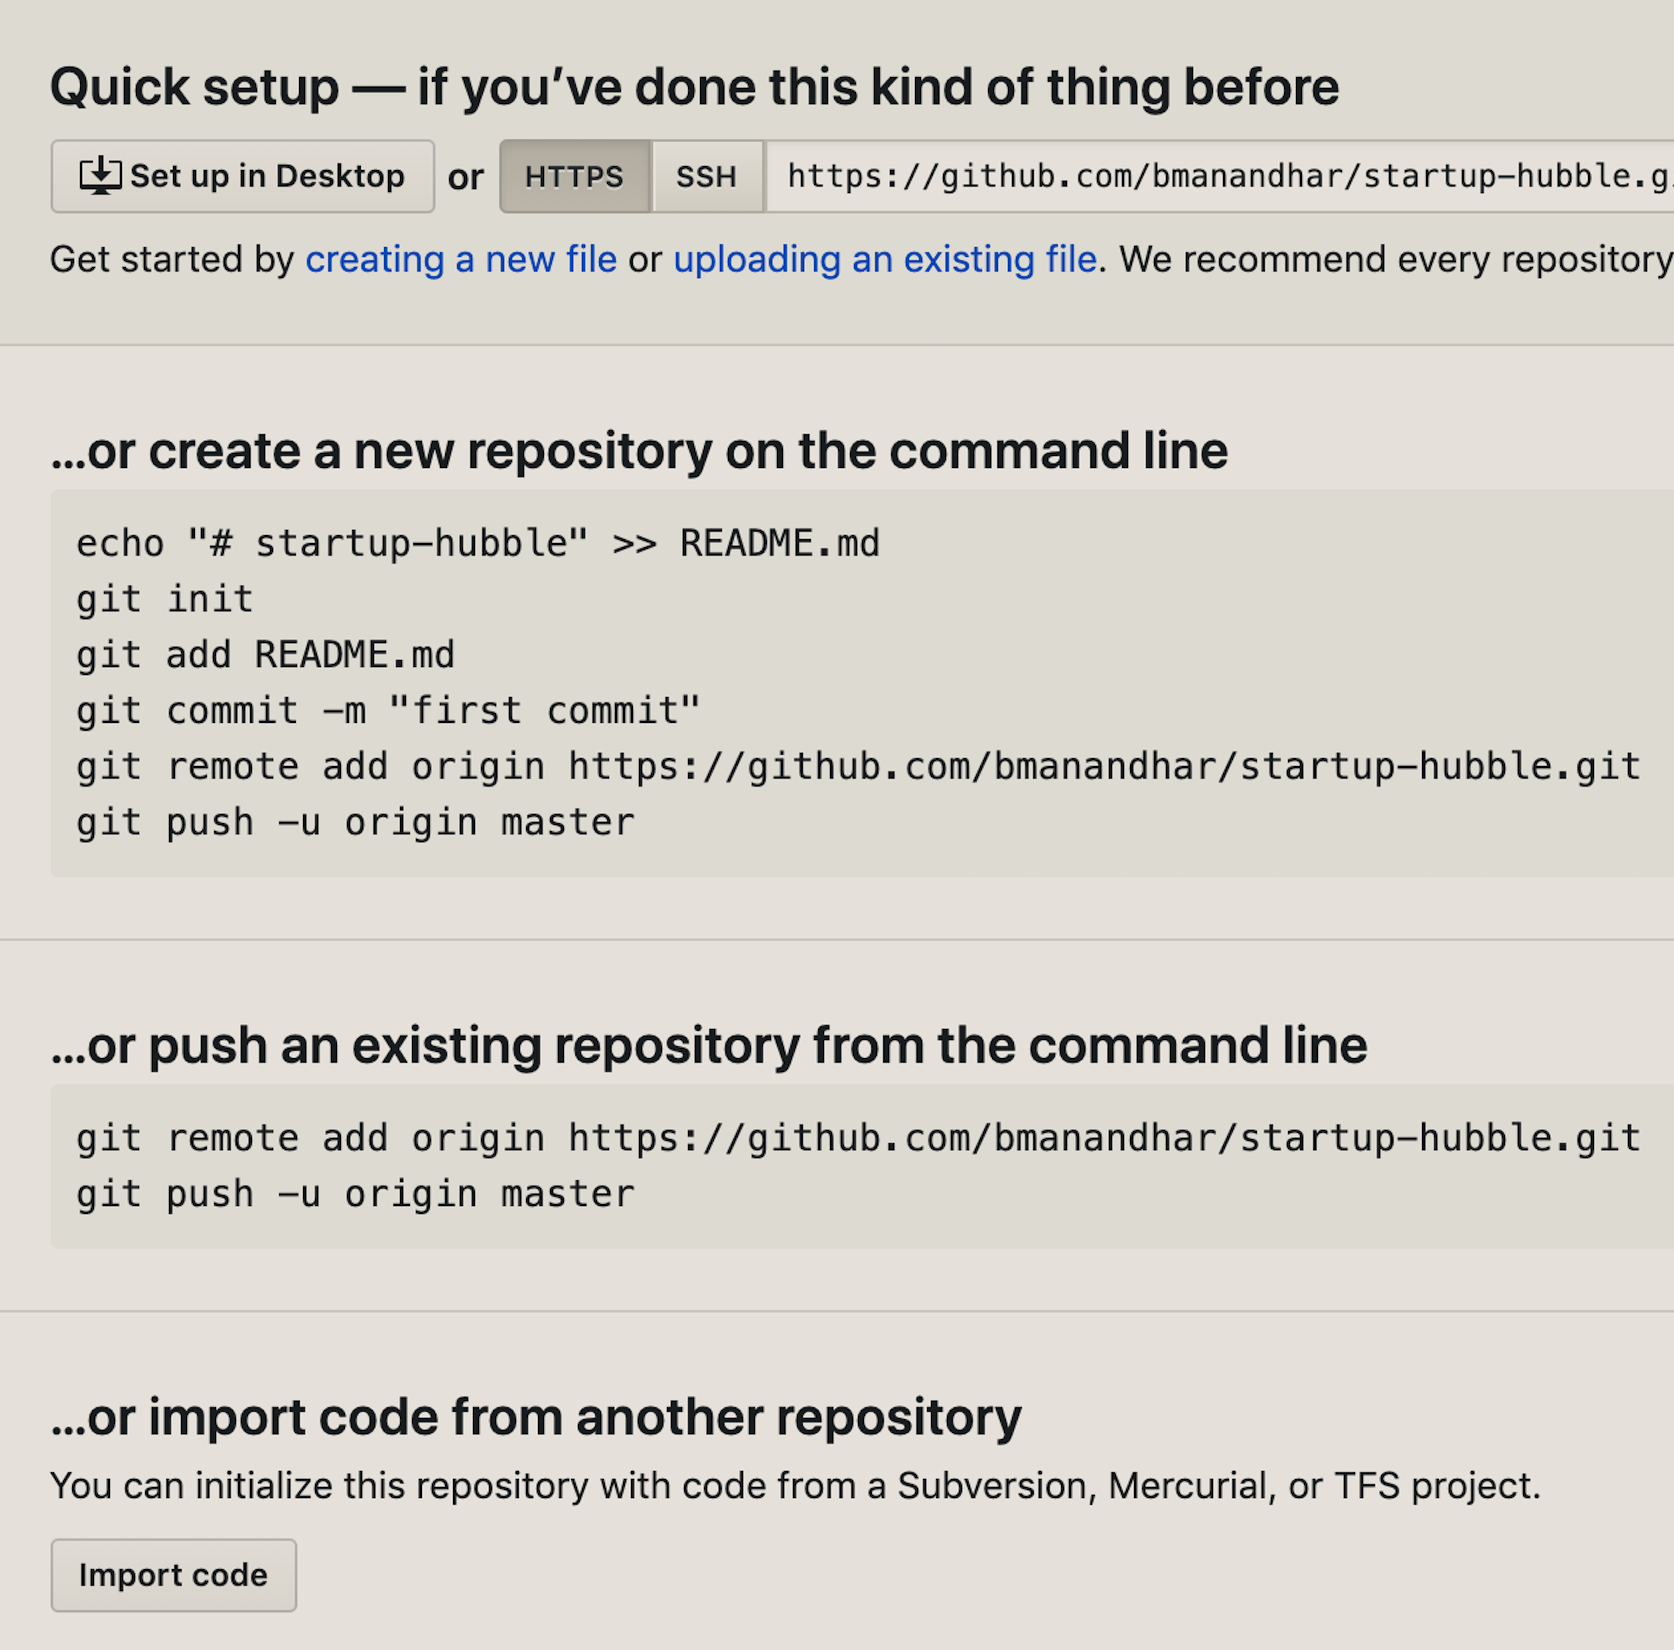 Quick setup — if you’ve done this kind of thing before
Set up in Desktop or HTTPS SSH https://github.com/bmanandhar/startup-hubble.g
Get started by creating a new file or uploading an existing file. We recommend every repository
…or create a new repository on the command line
echo "# startup-hubble" >> README.md
git init
git add README.md
git commit -m "first commit"
git remote add origin https://github.com/bmanandhar/startup-hubble.git
git push -u origin master
…or push an existing repository from the command line
git remote add origin https://github.com/bmanandhar/startup-hubble.git
git push -u origin master
…or import code from another repository
You can initialize this repository with code from a Subversion, Mercurial, or TFS project.
Import code